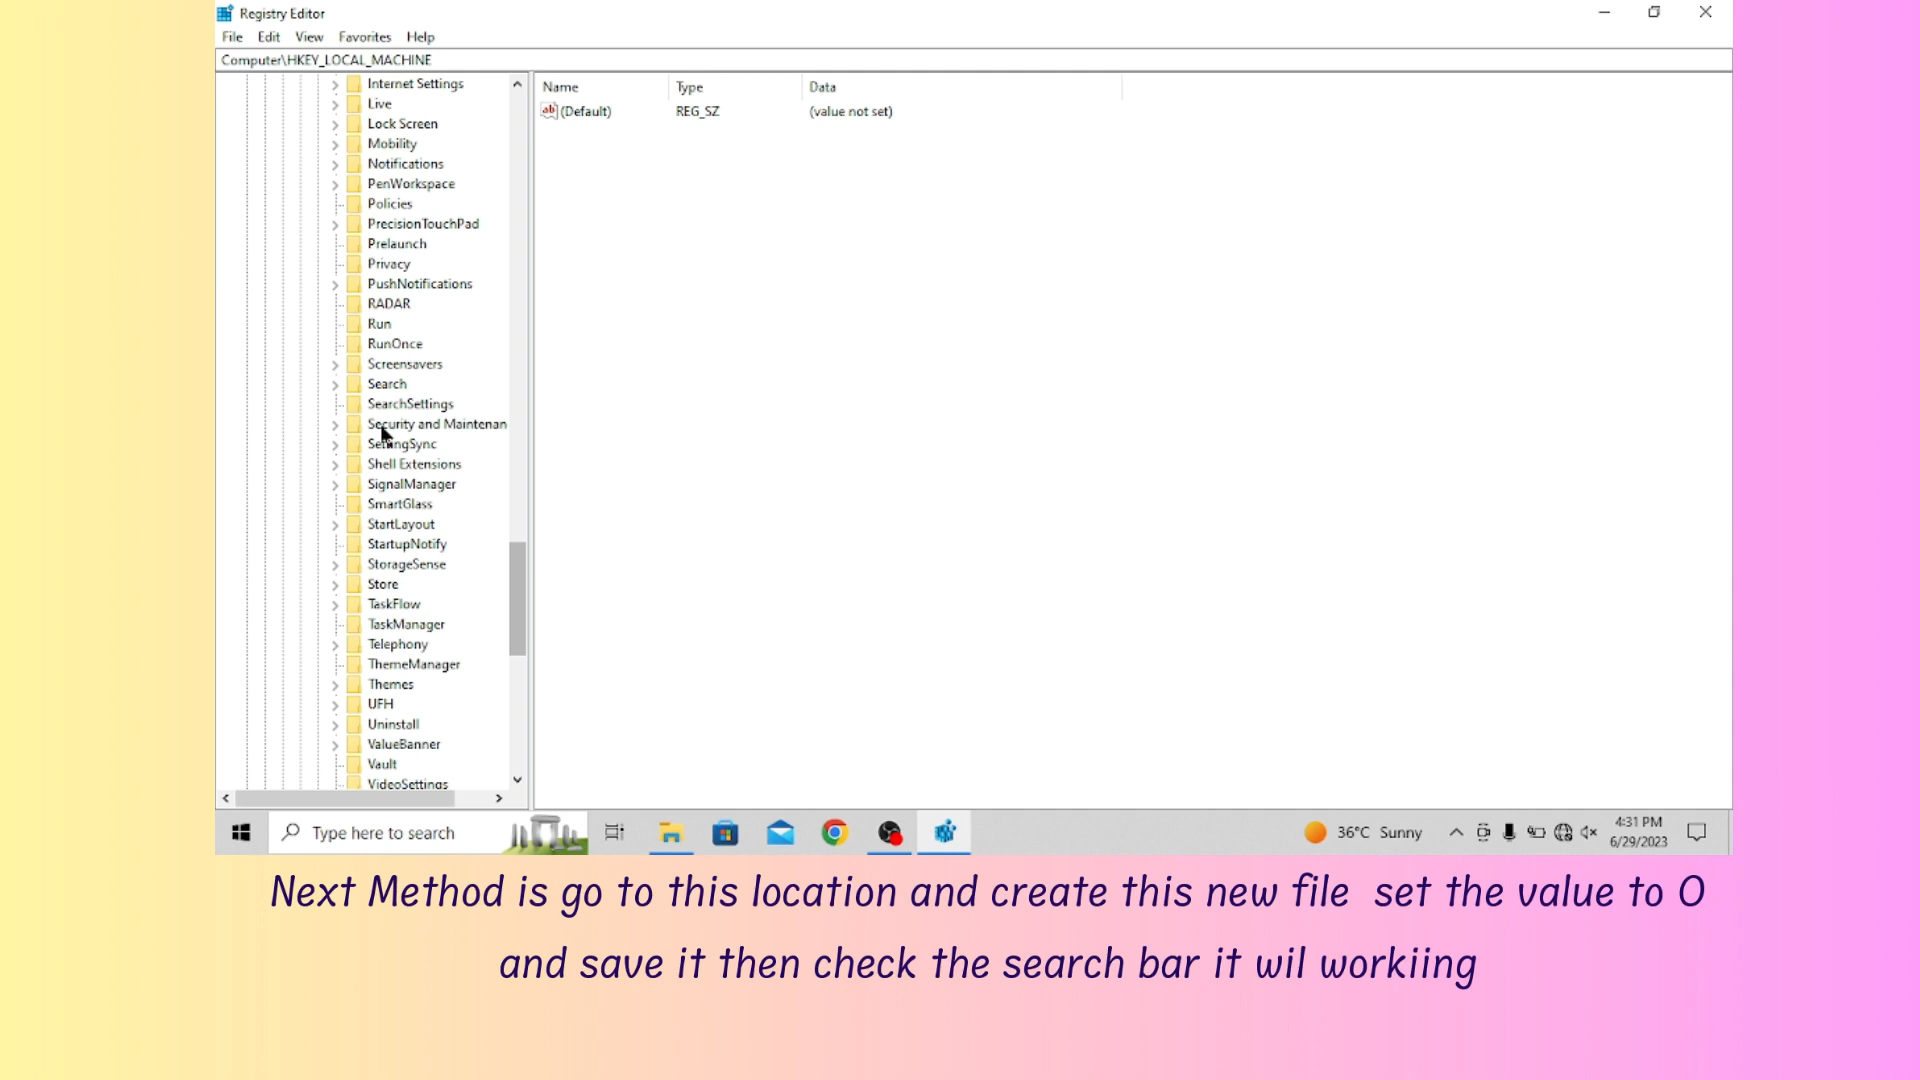 Registry Editor
File Edit View Favorites Help
Computer\HKEY_LOCAL_MACHINE
Internet Settings
Live
Lock Screen
Mobility
Notifications
PenWorkspace
Policies
PrecisionTouchPad
Prelaunch
Privacy
PushNotifications
RADAR
Run
RunOnce
Screensavers
Search
SearchSettings
Security and Maintenan
SettingSync
Shell Extensions
SignalManager
SmartGlass
StartLayout
StartupNotify
StorageSense
Store
TaskFlow
TaskManager
Telephony
ThemeManager
Themes
UFH
Uninstall
ValueBanner
Vault
VideoSettings
Name Type Data
(Default) REG_SZ (value not set)
Type here to search
36°C Sunny
4:31 PM
6/29/2023
Next Method is go to this location and create this new file set the value to 0
and save it then check the search bar it wil workiing